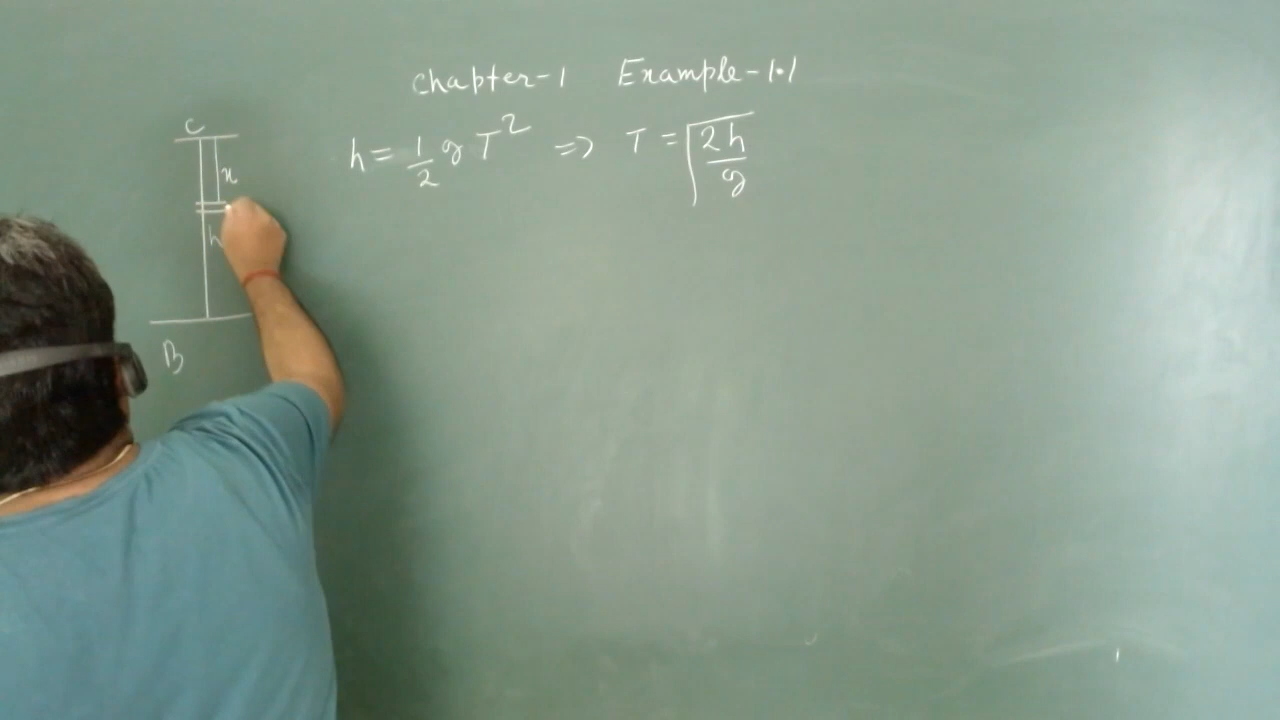 Chapter-1 Example-1.1
h = 1/2 g T^2 => T = √(2h/g)
C
x
h
B